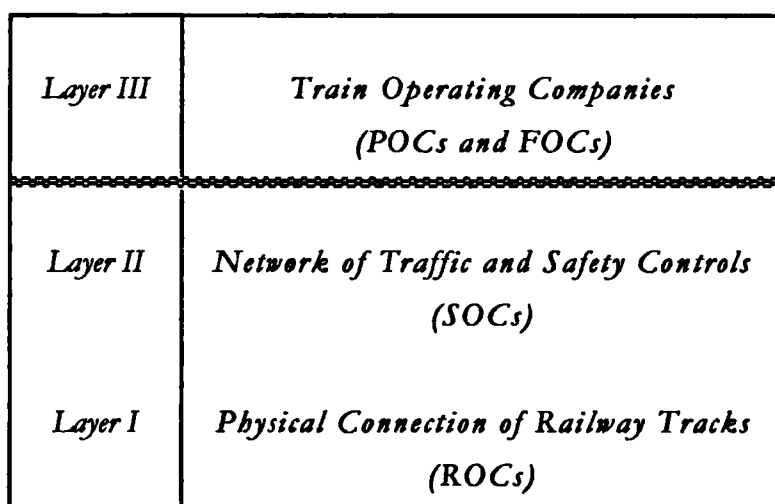 Layer III
Train Operating Companies
(POCs and FOCs)
Layer II
Network of Traffic and Safety Controls
(SOCs)
Layer I
Physical Connection of Railway Tracks
(ROCs)